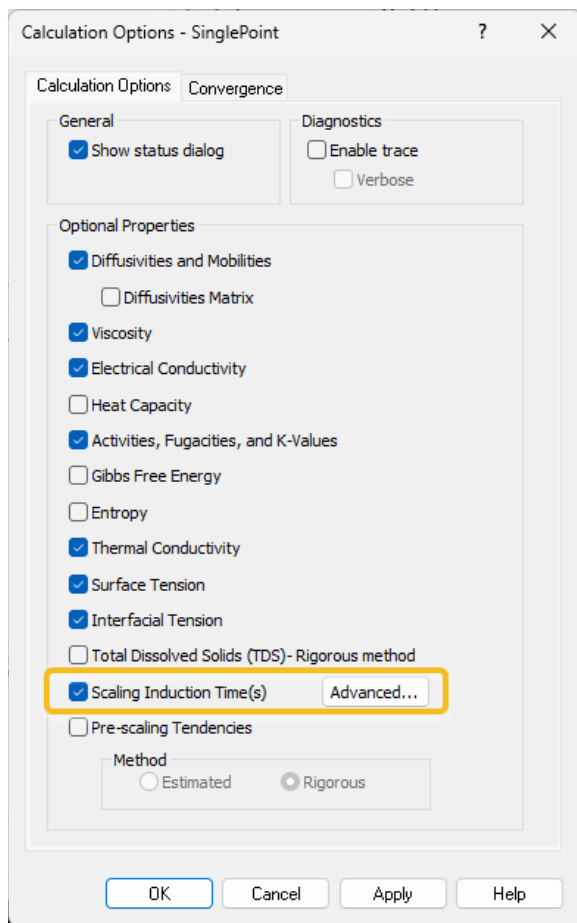 Calculation Options - SinglePoint ?
Calculation Options Convergence
General
Show status dialog
Diagnostics
Enable trace
Verbose
Optional Properties
Diffusivities and Mobilities
Diffusivities Matrix
Viscosity
Electrical Conductivity
Heat Capacity
Activities, Fugacities, and K-Values
Gibbs Free Energy
Entropy
Thermal Conductivity
Surface Tension
Interfacial Tension
Total Dissolved Solids (TDS)- Rigorous method
Scaling Induction Time(s) Advanced...
Pre-scaling Tendencies
Method
Estimated Rigorous
OK Cancel Apply Help